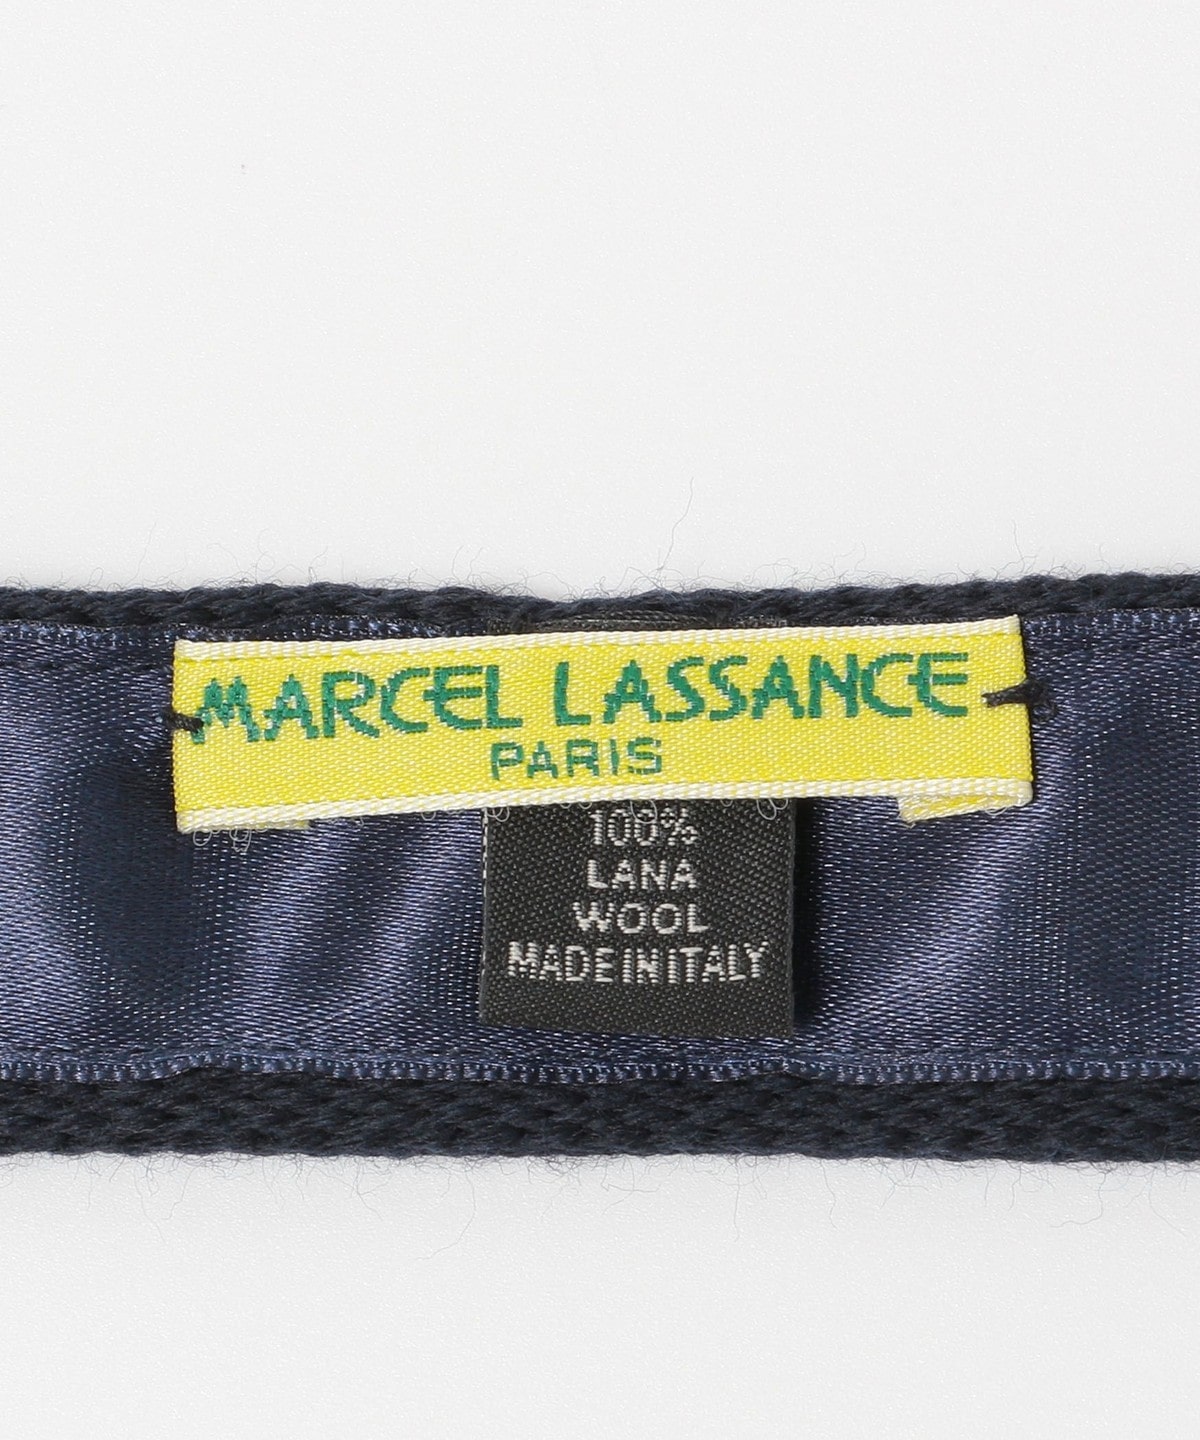 MARCEL LASSANCE
PARIS
100%
LANA
WOOL
MADE IN ITALY